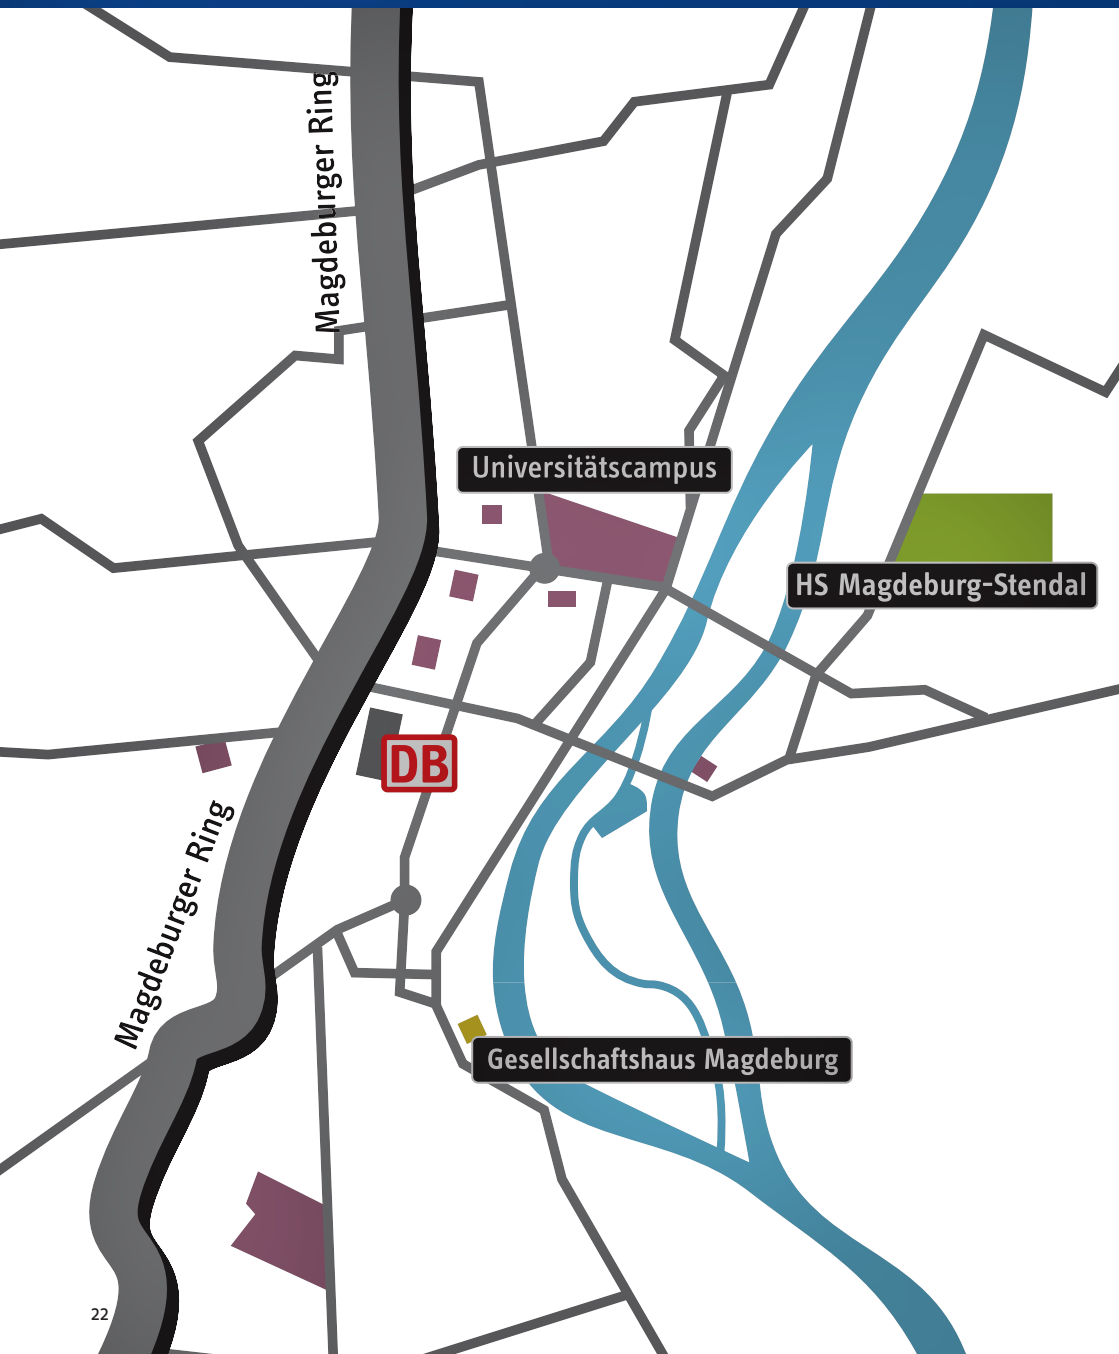 Magdeburger Ring
Universitätscampus
HS Magdeburg-Stendal
DB
Magdeburger Ring
Gesellschaftshaus Magdeburg
22